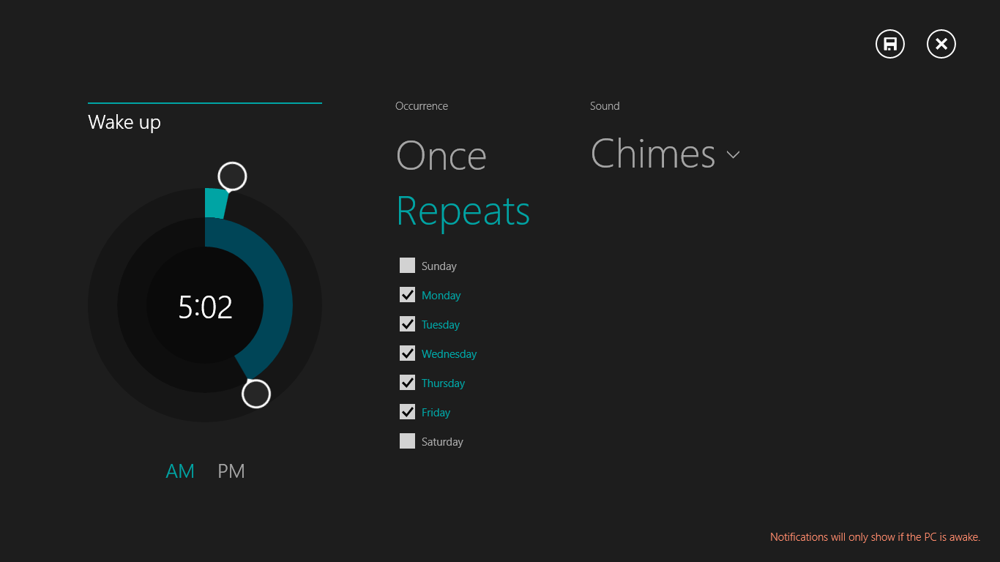 Wake up
5:02
AM PM
Occurrence
Once
Repeats
Sunday
Monday
Tuesday
Wednesday
Thursday
Friday
Saturday
Sound
Chimes
Notifications will only show if the PC is awake.